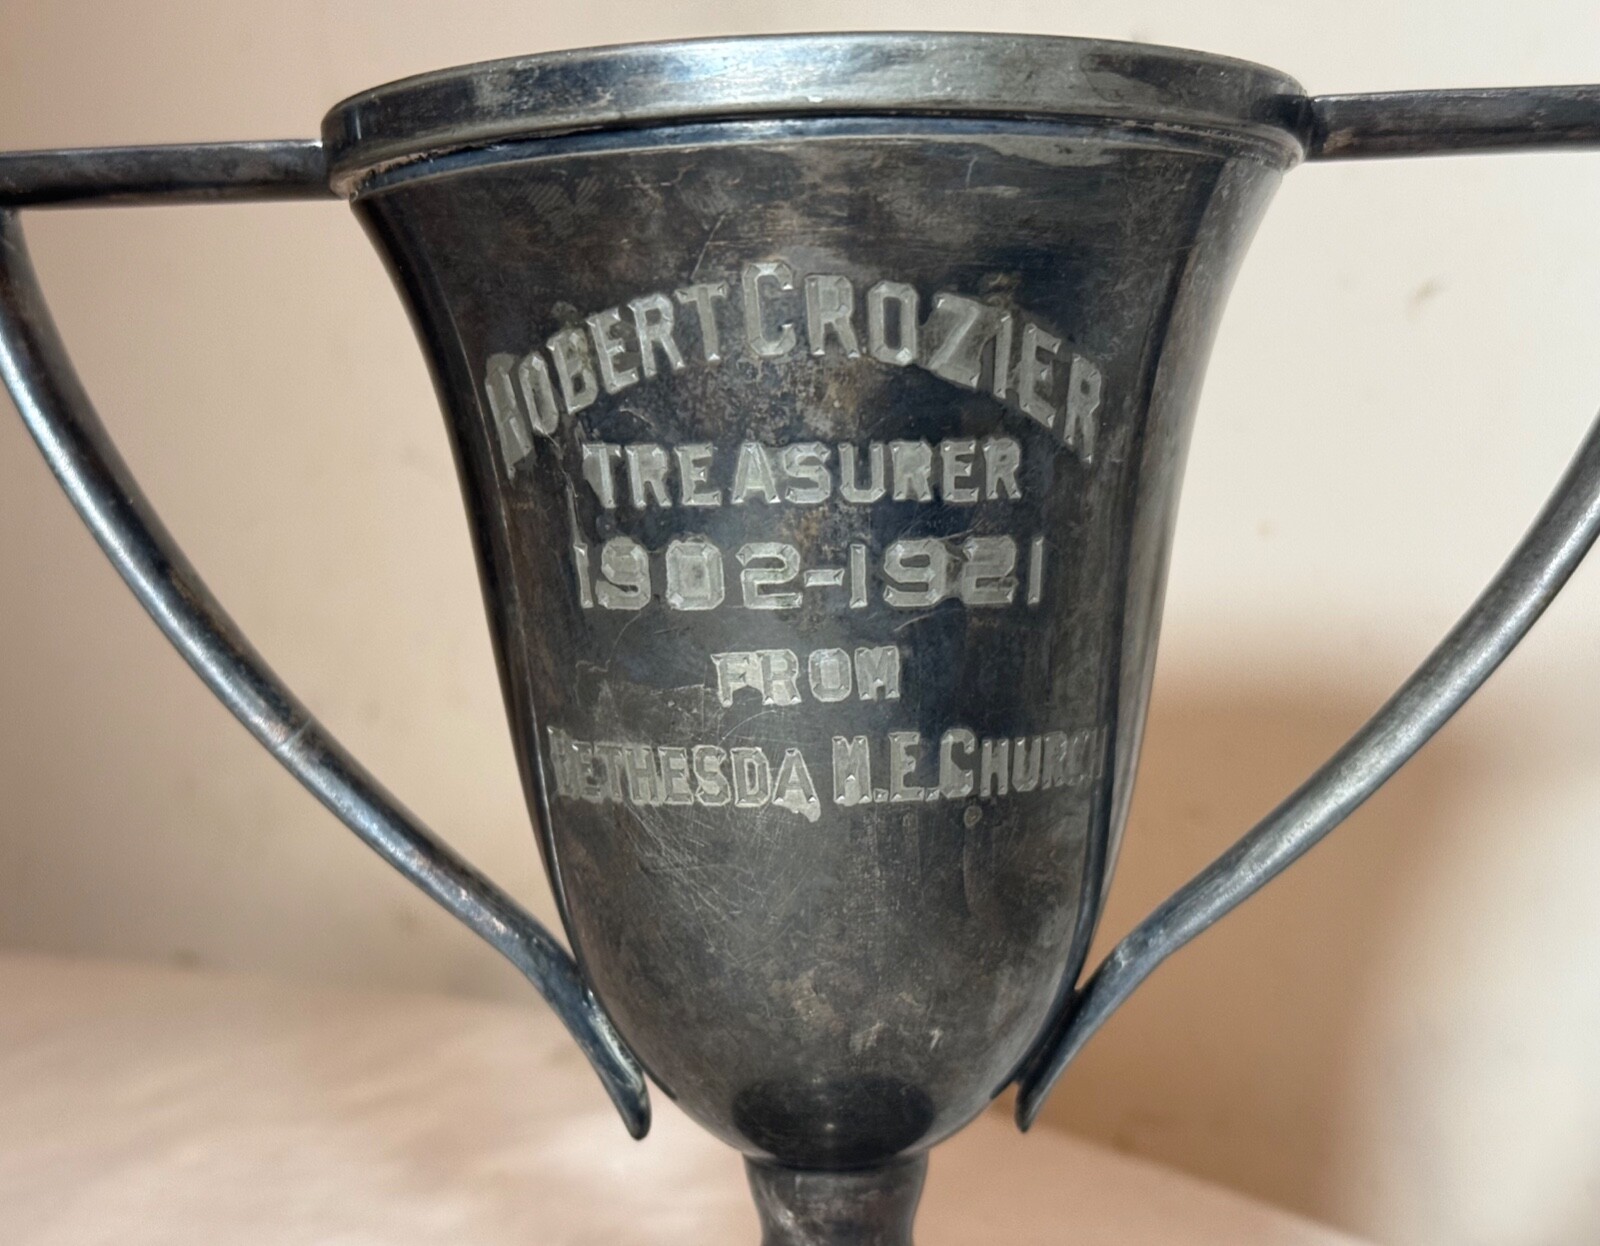 ROBERT CROZIER
TREASURER
1902-1921
FROM
BETHESDA M.E. CHURCH